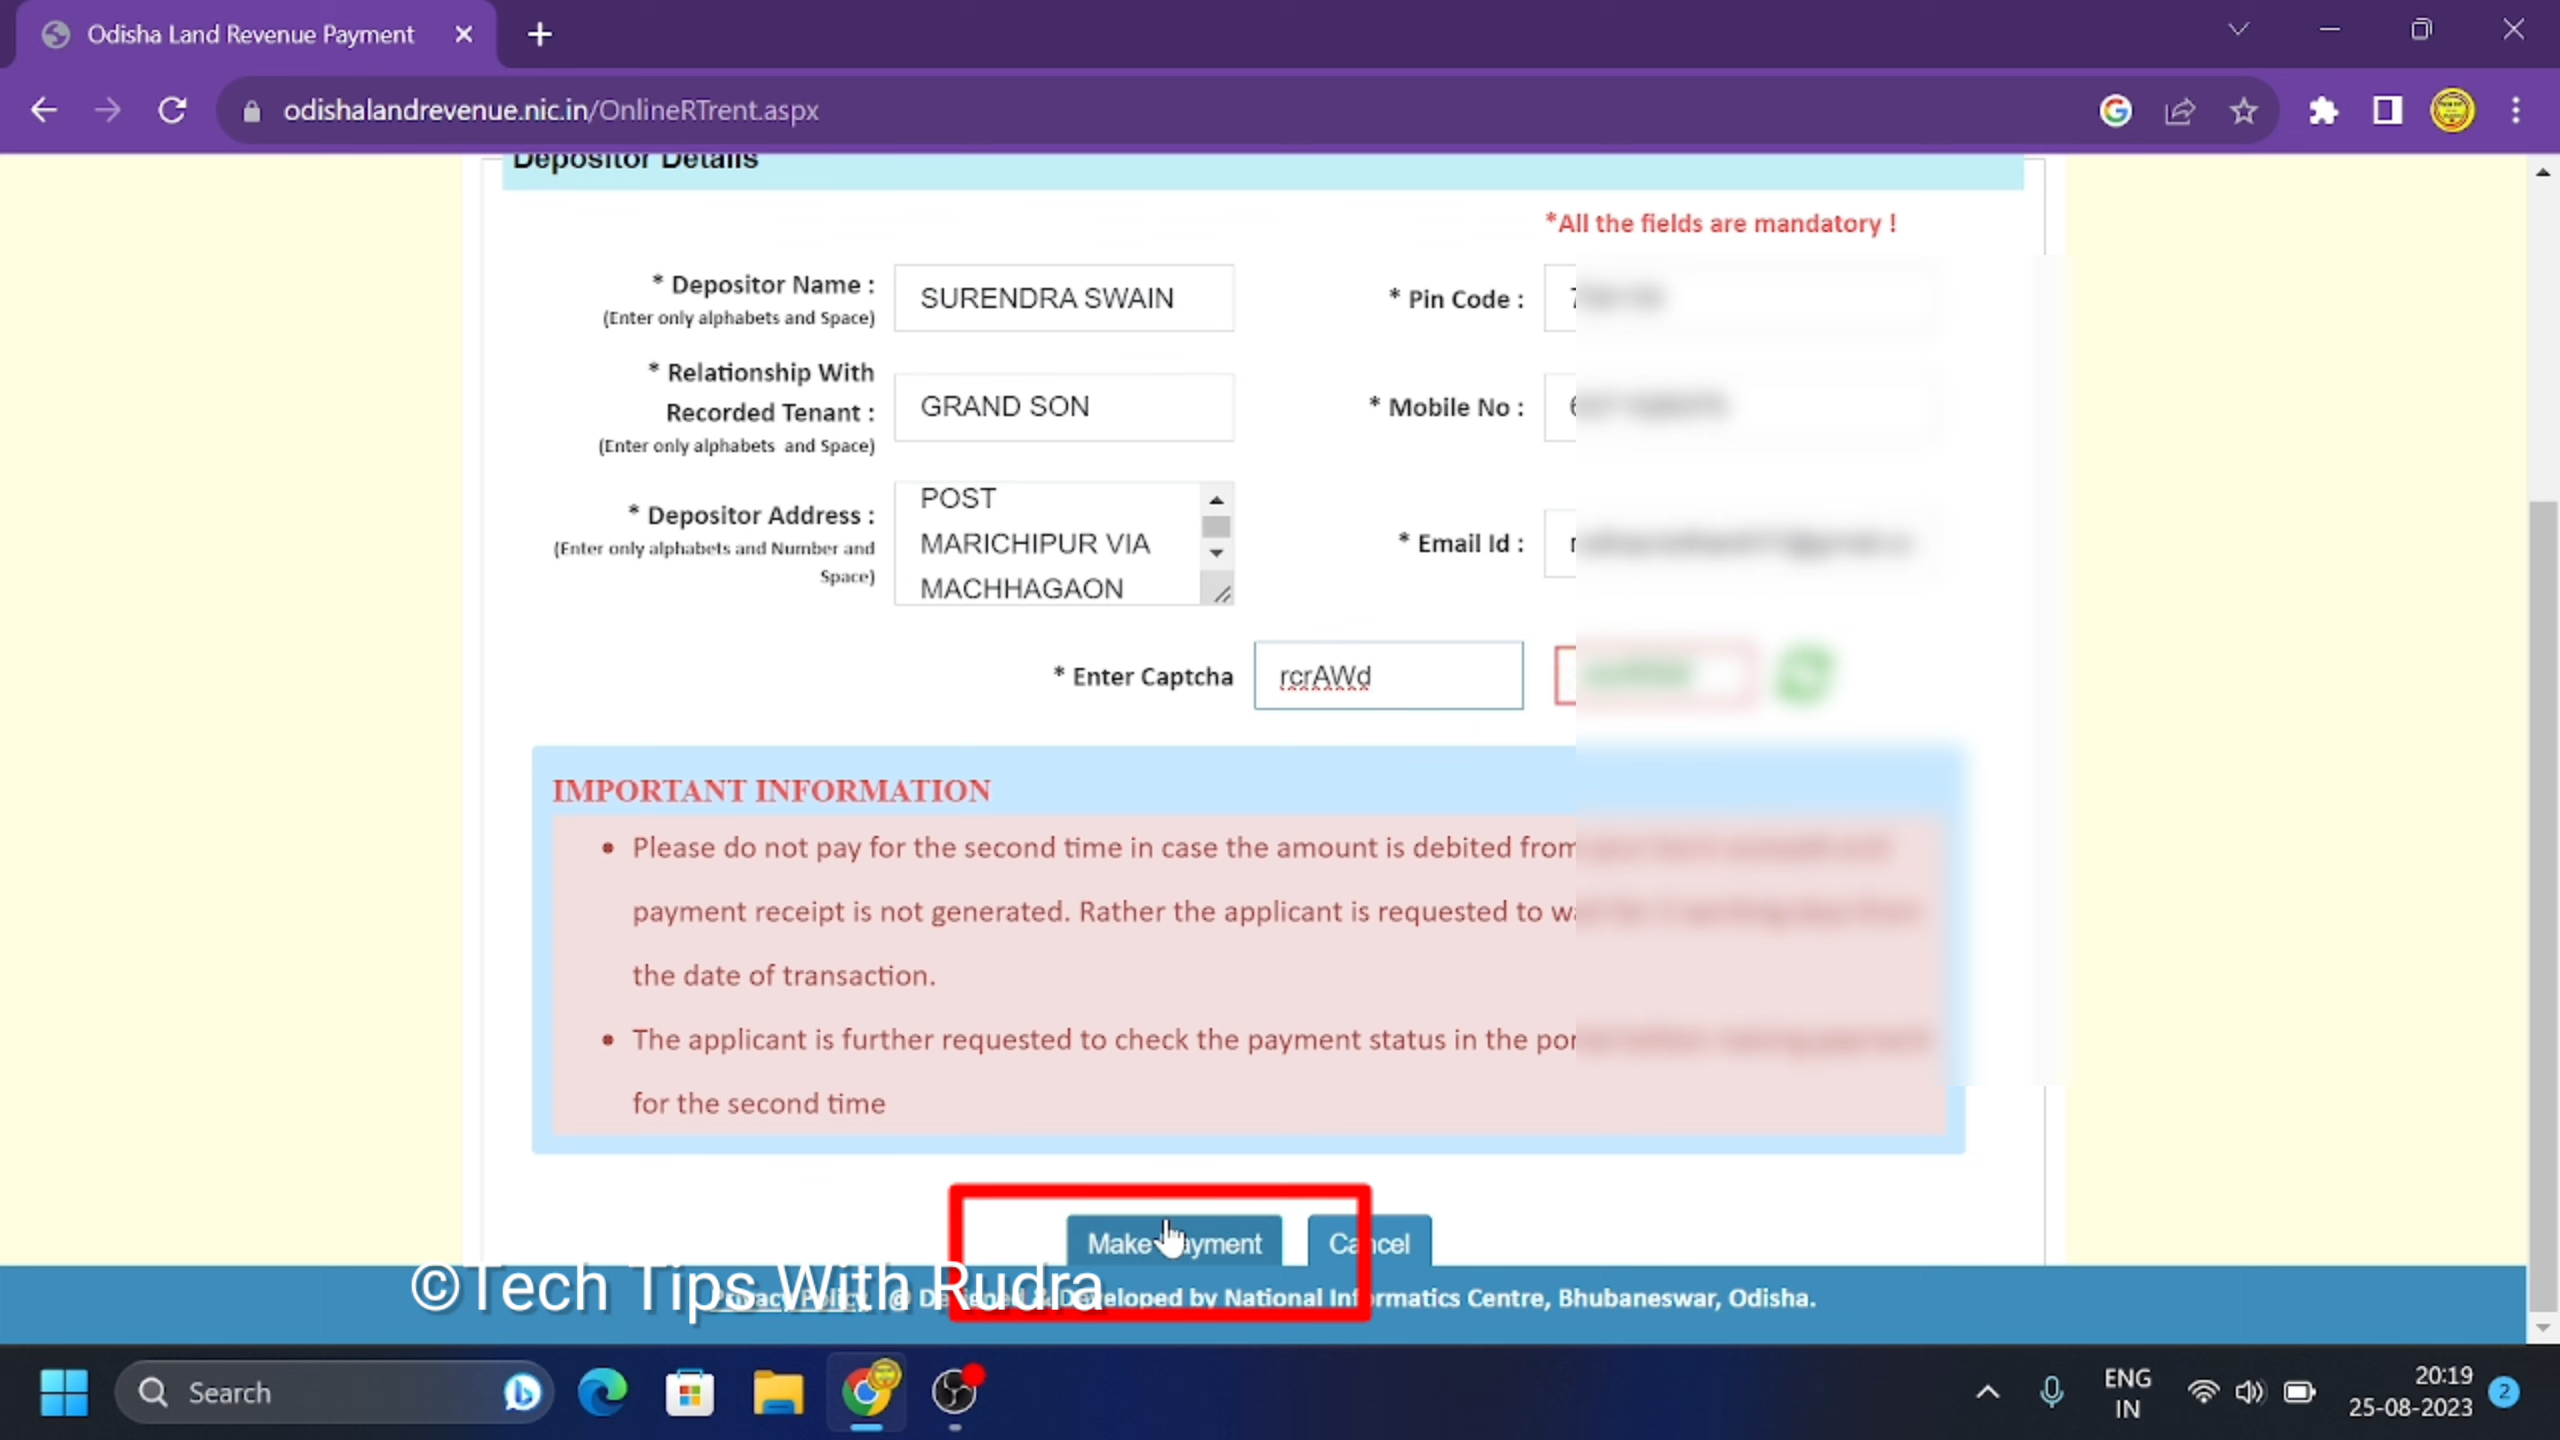 Odisha Land Revenue Payment
odishalandrevenue.nic.in/OnlineRTrent.aspx
Depositor Details
*All the fields are mandatory !
* Depositor Name :
(Enter only alphabets and Space)
SURENDRA SWAIN
* Pin Code :
* Relationship With
Recorded Tenant :
(Enter only alphabets and Space)
GRAND SON
* Mobile No :
* Depositor Address :
(Enter only alphabets and Number and
Space)
POST
MARICHIPUR VIA
MACHHAGAON
* Email Id :
* Enter Captcha
rcrAWd
IMPORTANT INFORMATION
• Please do not pay for the second time in case the amount is debited from
payment receipt is not generated. Rather the applicant is requested to
the date of transaction.
• The applicant is further requested to check the payment status in the
for the second time
Make Payment
Cancel
©Tech Tips With Rudra
Privacy Policy @ Designed & Developed by National Informatics Centre, Bhubaneswar, Odisha.
Search
ENG
IN
20:19
25-08-2023
2